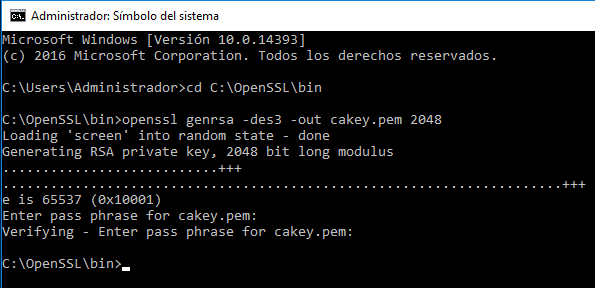 Administrador: Símbolo del sistema
Microsoft Windows [Versión 10.0.14393]
(c) 2016 Microsoft Corporation. Todos los derechos reservados.
C:\Users\Administrador>cd C:\OpenSSL\bin
C:\OpenSSL\bin>openssl genrsa -des3 -out cakey.pem 2048
Loading 'screen' into random state - done
Generating RSA private key, 2048 bit long modulus
...........................+++
......................................................................+++
e is 65537 (0x10001)
Enter pass phrase for cakey.pem:
Verifying - Enter pass phrase for cakey.pem:
C:\OpenSSL\bin>